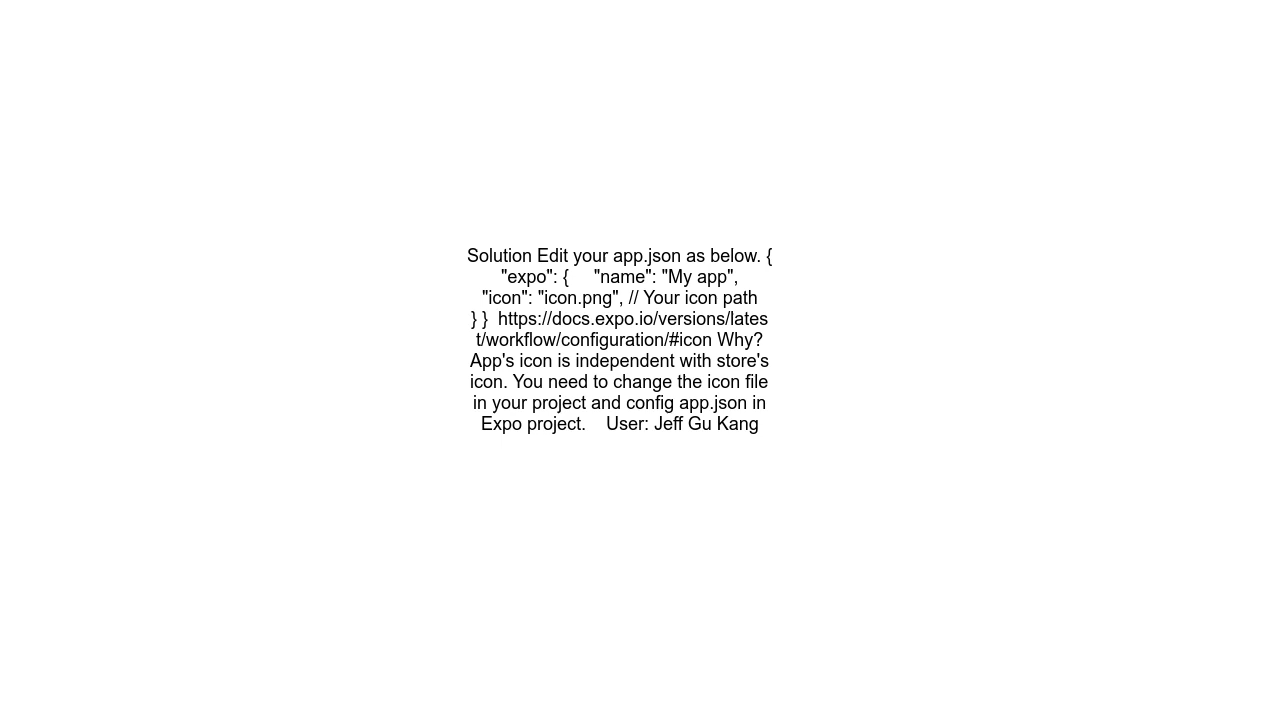 Solution Edit your app.json as below. {
"expo": {     "name": "My app",
"icon": "icon.png", // Your icon path
} }  https://docs.expo.io/versions/lates
t/workflow/configuration/#icon Why?
App's icon is independent with store's
icon. You need to change the icon file
in your project and config app.json in
Expo project.    User: Jeff Gu Kang